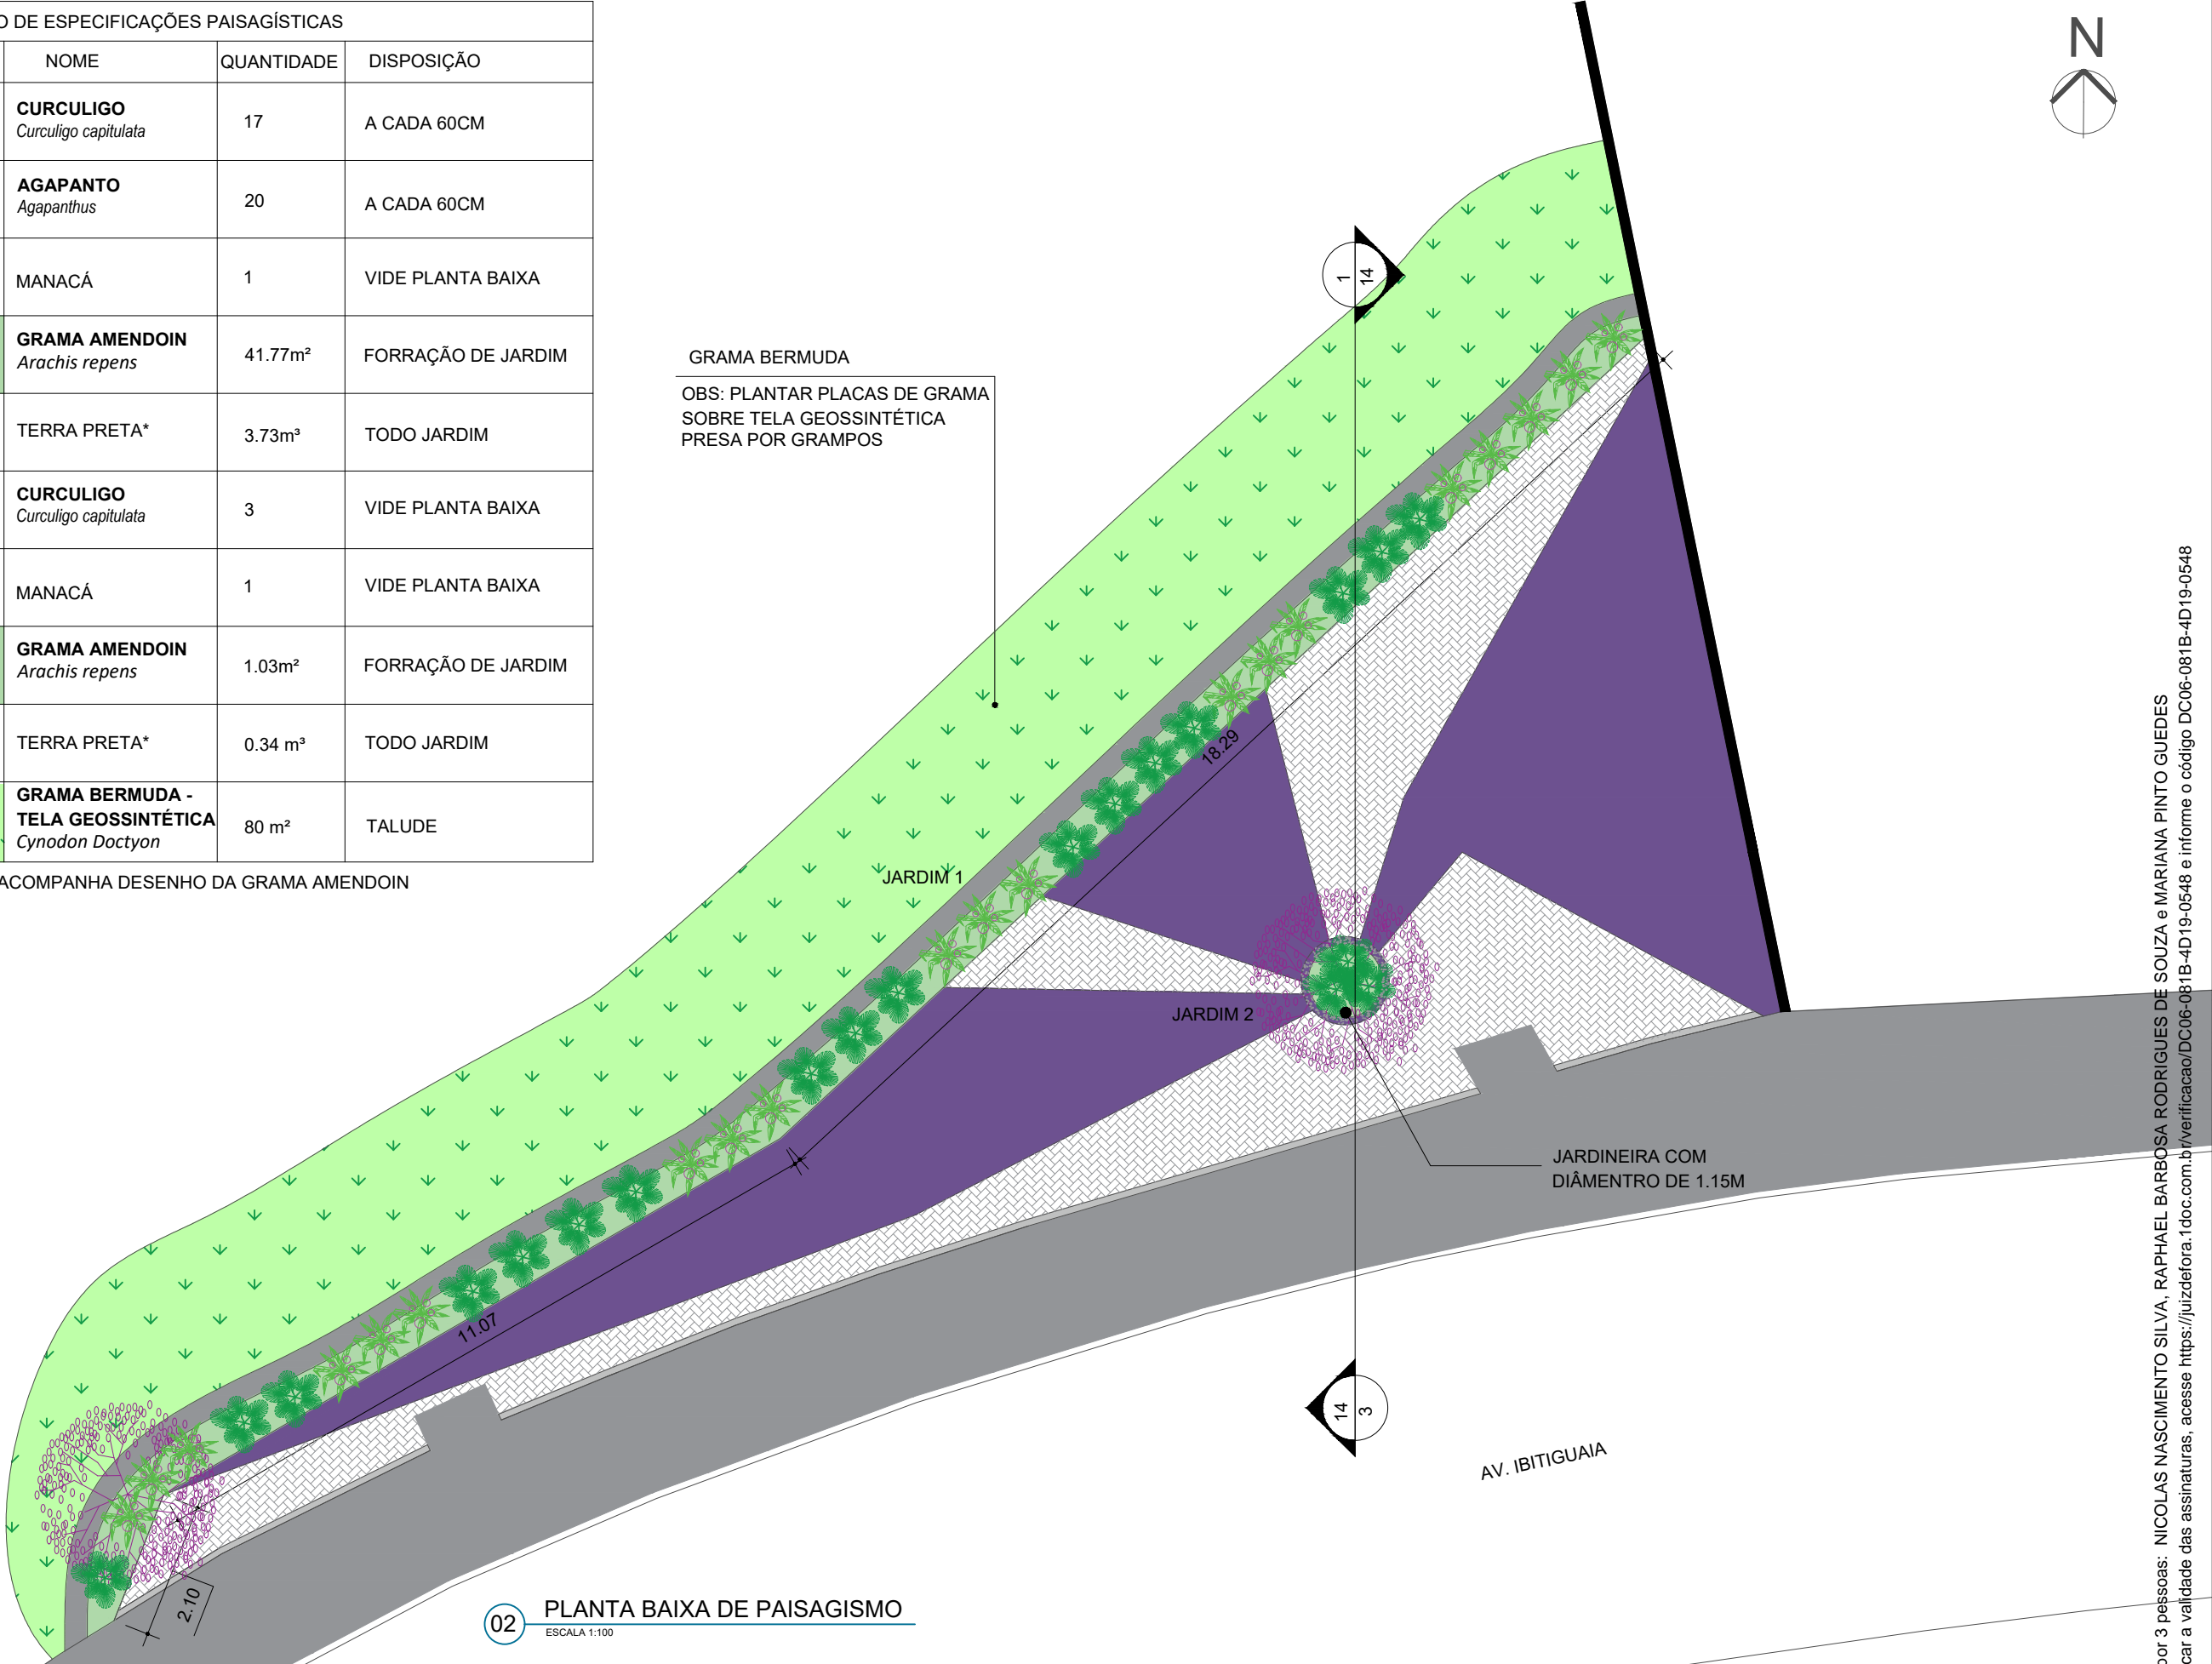 O DE ESPECIFICAÇÕES PAISAGÍSTICAS
NOME QUANTIDADE DISPOSIÇÃO
CURCULIGO
Curculigo capitulata
17 A CADA 60CM
AGAPANTO
Agapanthus
20 A CADA 60CM
MANACÁ 1 VIDE PLANTA BAIXA
GRAMA AMENDOIN
Arachis repens
41.77m² FORRAÇÃO DE JARDIM
TERRA PRETA* 3.73m³ TODO JARDIM
CURCULIGO
Curculigo capitulata
3 VIDE PLANTA BAIXA
MANACÁ 1 VIDE PLANTA BAIXA
GRAMA AMENDOIN
Arachis repens
1.03m² FORRAÇÃO DE JARDIM
TERRA PRETA* 0.34 m³ TODO JARDIM
GRAMA BERMUDA -
TELA GEOSSINTÉTICA
Cynodon Doctyon
80 m² TALUDE
ACOMPANHA DESENHO DA GRAMA AMENDOIN
GRAMA BERMUDA
OBS: PLANTAR PLACAS DE GRAMA
SOBRE TELA GEOSSINTÉTICA
PRESA POR GRAMPOS
N
1
14
18.29
JARDIM 1
JARDIM 2
JARDINEIRA COM
DIÂMENTRO DE 1.15M
11.07
14
3
AV. IBITIGUAIA
2.10
02 PLANTA BAIXA DE PAISAGISMO
ESCALA 1:100
por 3 pessoas: NICOLAS NASCIMENTO SILVA, RAPHAEL BARBOSA RODRIGUES DE SOUZA e MARIANA PINTO GUEDES
car a validade das assinaturas, acesse https://juizdefora.1doc.com.br/verificacao/DC06-081B-4D19-0548 e informe o código DC06-081B-4D19-0548